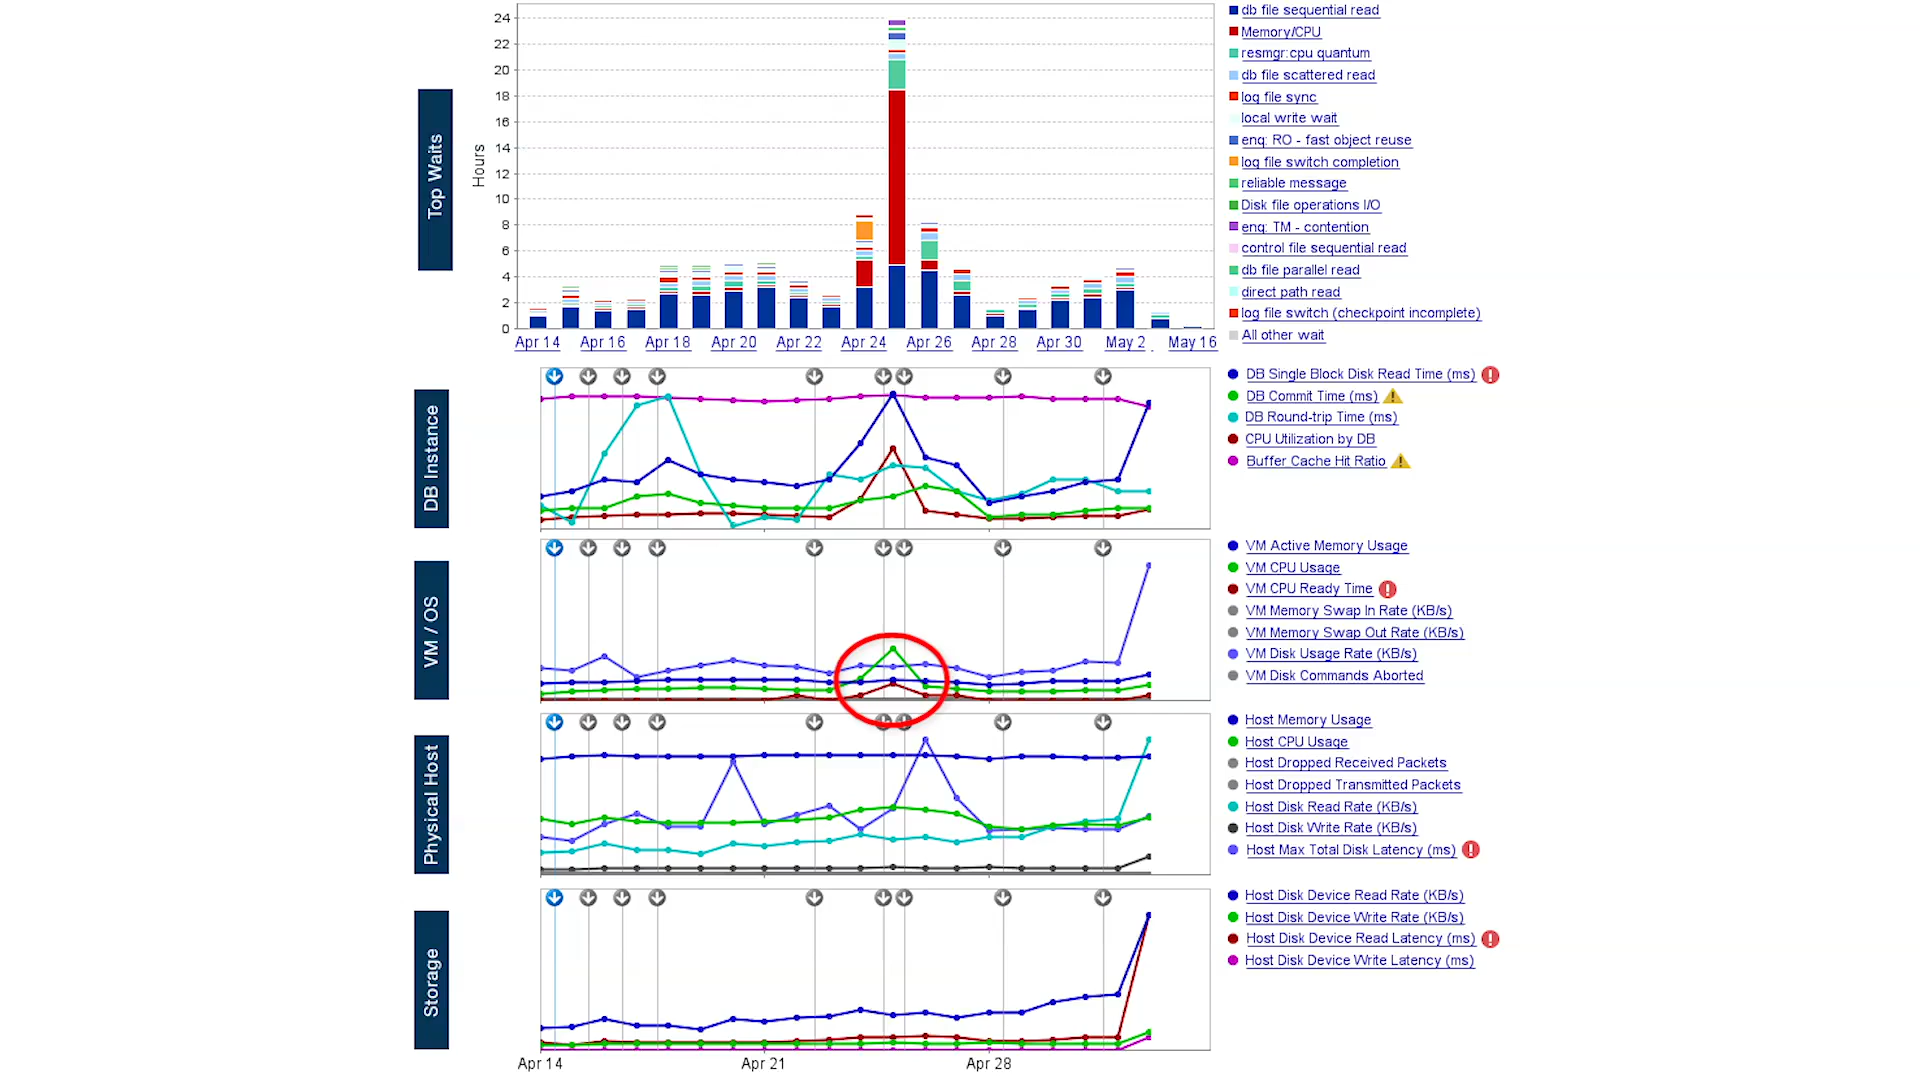 Top Waits
Hours
24
22
20
18
16
14
12
10
8
6
4
2
0
Apr 14
Apr 16
Apr 18
Apr 20
Apr 22
Apr 24
Apr 26
Apr 28
Apr 30
May 2
May 16
db file sequential read
Memory/CPU
resmgr:cpu quantum
db file scattered read
log file sync
local write wait
enq: RO - fast object reuse
log file switch completion
reliable message
Disk file operations I/O
enq: TM - contention
control file sequential read
db file parallel read
direct path read
log file switch (checkpoint incomplete)
All other wait
DB Instance
DB Single Block Disk Read Time (ms)
DB Commit Time (ms)
DB Round-trip Time (ms)
CPU Utilization by DB
Buffer Cache Hit Ratio
VM / OS
VM Active Memory Usage
VM CPU Usage
VM CPU Ready Time
VM Memory Swap In Rate (KB/s)
VM Memory Swap Out Rate (KB/s)
VM Disk Usage Rate (KB/s)
VM Disk Commands Aborted
Physical Host
Host Memory Usage
Host CPU Usage
Host Dropped Received Packets
Host Dropped Transmitted Packets
Host Disk Read Rate (KB/s)
Host Disk Write Rate (KB/s)
Host Max Total Disk Latency (ms)
Storage
Host Disk Device Read Rate (KB/s)
Host Disk Device Write Rate (KB/s)
Host Disk Device Read Latency (ms)
Host Disk Device Write Latency (ms)
Apr 14
Apr 21
Apr 28